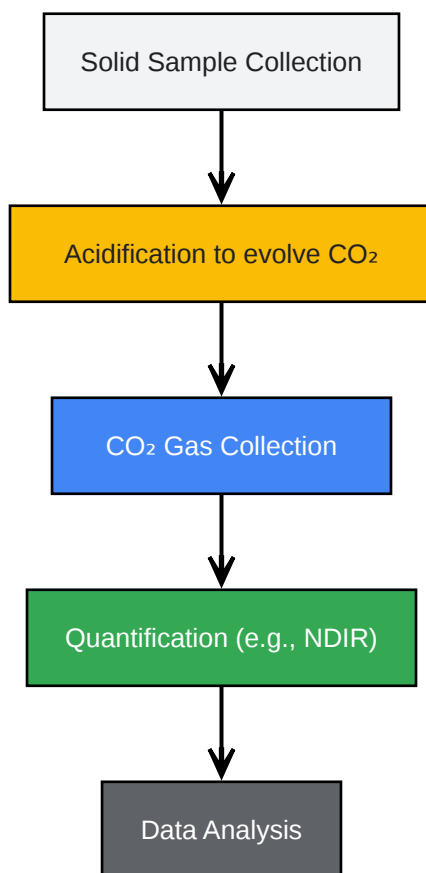 Solid Sample Collection
Acidification to evolve CO₂
CO₂ Gas Collection
Quantification (e.g., NDIR)
Data Analysis